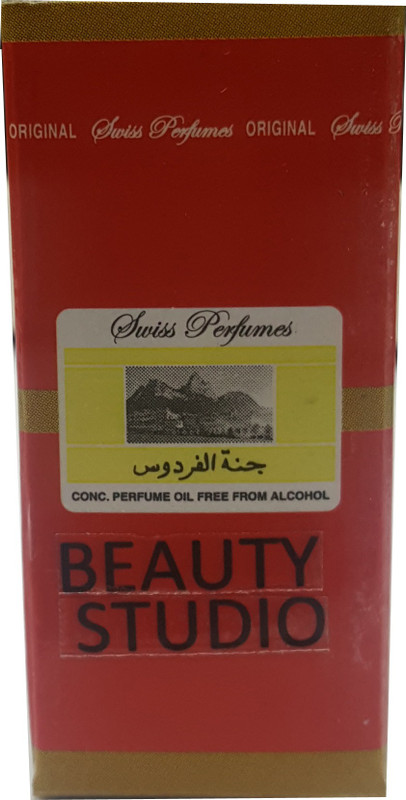 ORIGINAL Swiss Perfumes ORIGINAL Swiss P
Swiss Perfumes
جنة الفردوس
CONC. PERFUME OIL FREE FROM ALCOHOL
BEAUTY
STUDIO